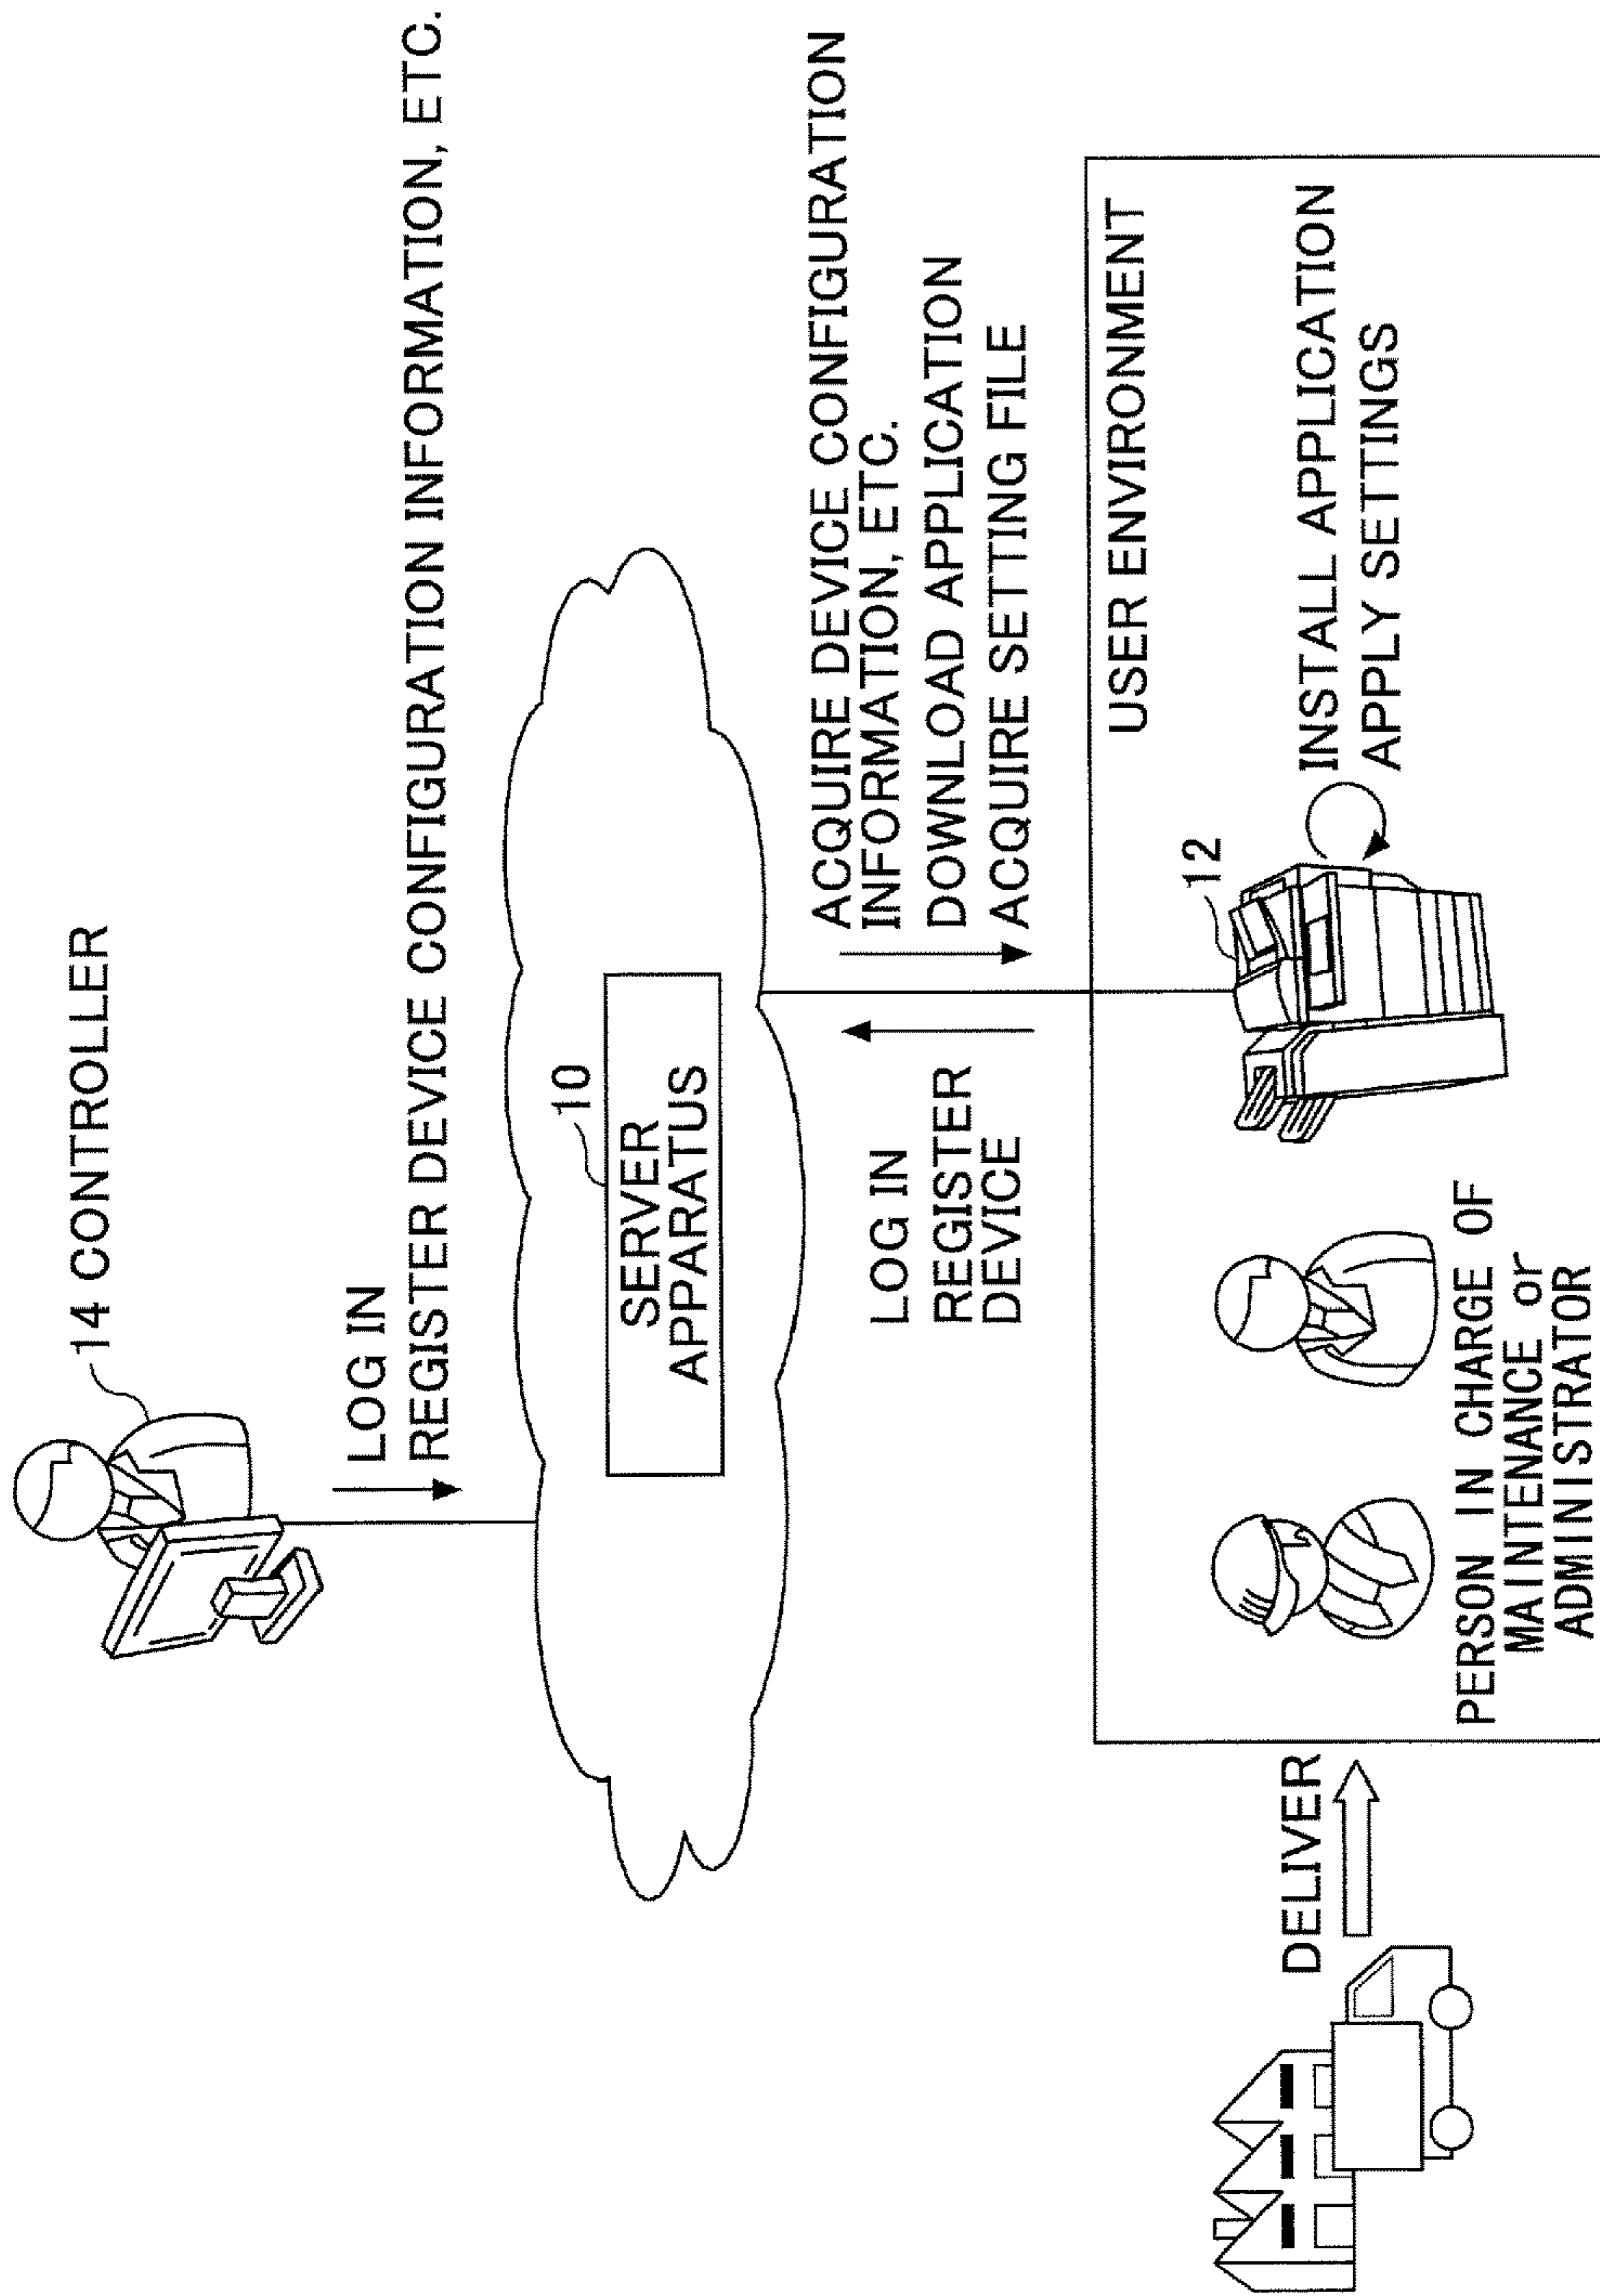 14 CONTROLLER
LOG IN
REGISTER DEVICE CONFIGURATION INFORMATION, ETC.
10
SERVER
APPARATUS
LOG IN
REGISTER
DEVICE
ACQUIRE DEVICE CONFIGURATION
INFORMATION, ETC.
DOWNLOAD APPLICATION
ACQUIRE SETTING FILE
USER ENVIRONMENT
12
INSTALL APPLICATION
APPLY SETTINGS
PERSON IN CHARGE OF
MAINTENANCE or
ADMINISTRATOR
DELIVER